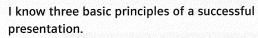 I know three basic principles of a successful
presentation.